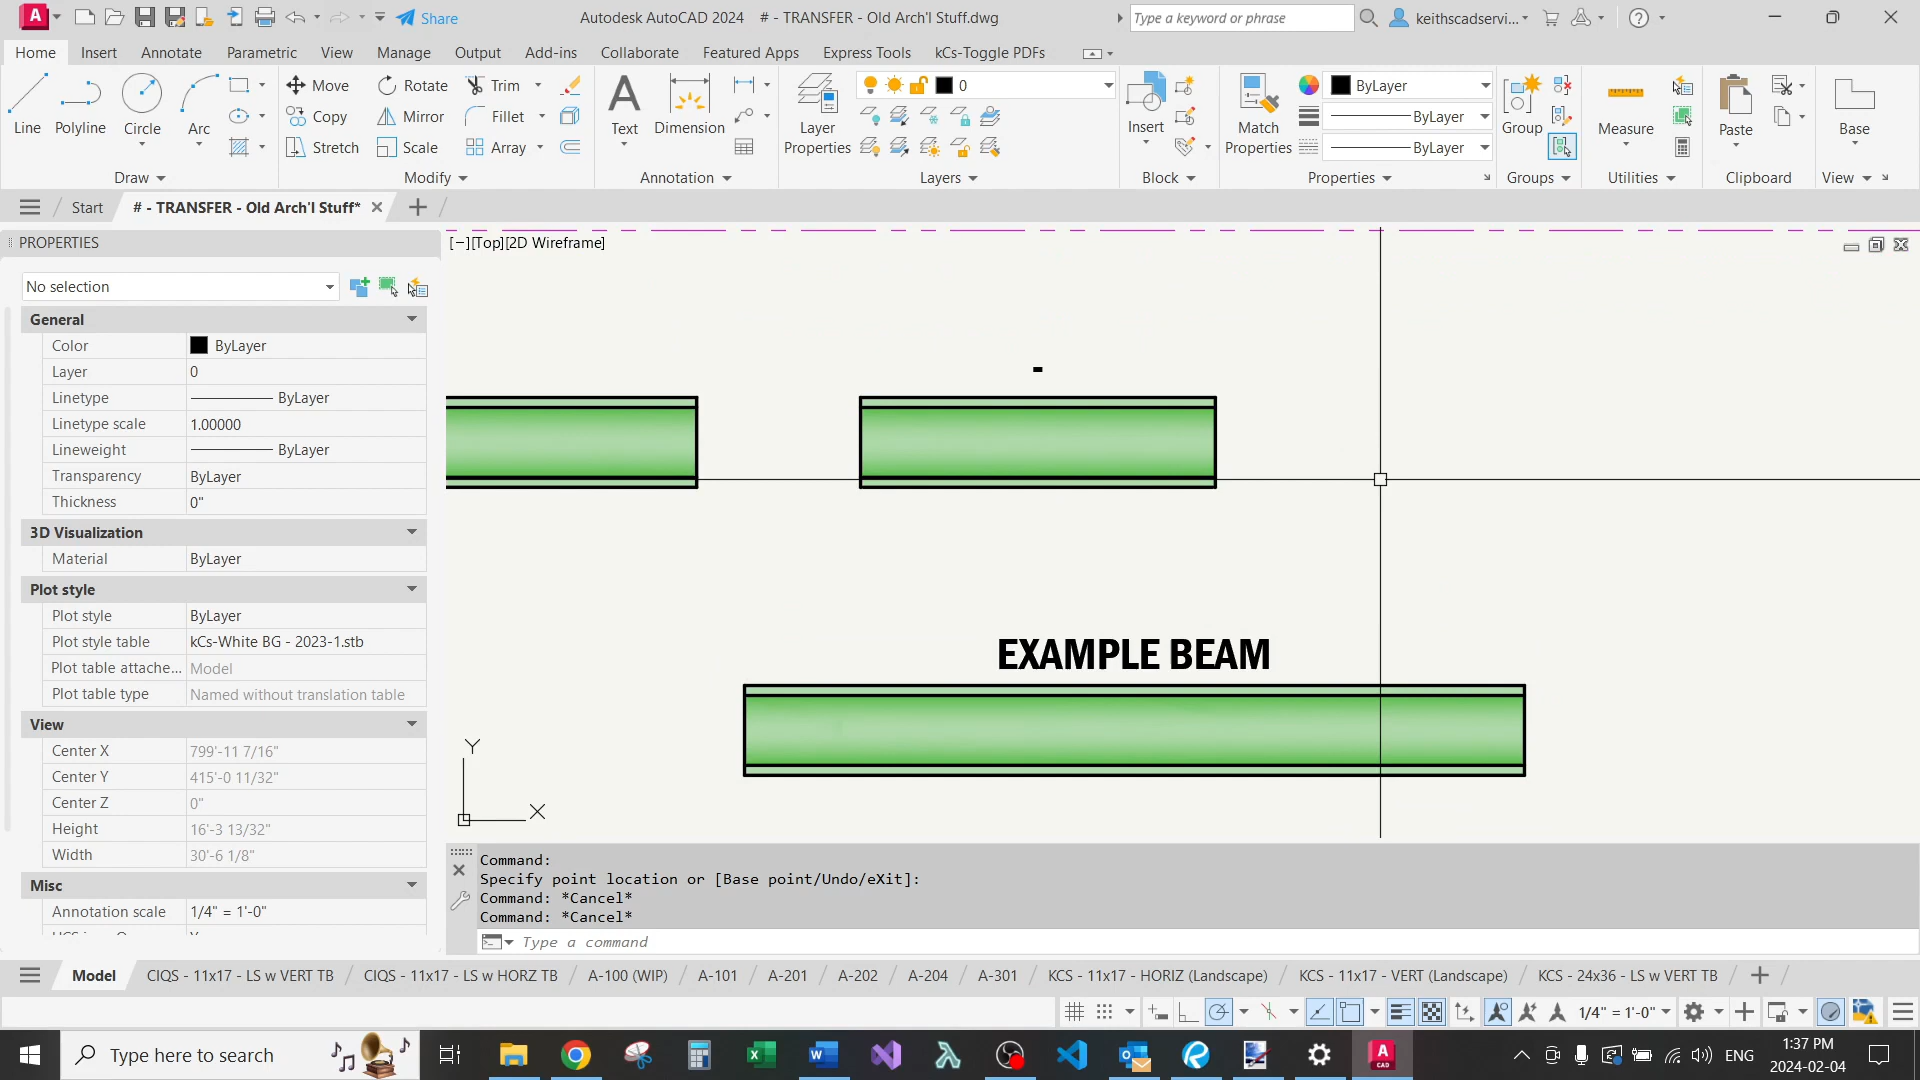 Share
Autodesk AutoCAD 2024 # - TRANSFER - Old Arch'l Stuff.dwg
Type a keyword or phrase
keithscadservi...
Home Insert Annotate Parametric View Manage Output Add-ins Collaborate Featured Apps Express Tools kCs-Toggle PDFs
Line
Polyline
Circle
Arc
Draw
Move Rotate Trim
Copy Mirror Fillet
Stretch Scale Array
Modify
Text
Dimension
Annotation
Layer
Properties
0
Layers
Insert
Block
Match
Properties
ByLayer
ByLayer
ByLayer
Properties
Group
Groups
Measure
Utilities
Paste
Clipboard
Base
View
Start # - TRANSFER - Old Arch'l Stuff*
PROPERTIES
No selection
General
Color ByLayer
Layer 0
Linetype ByLayer
Linetype scale 1.00000
Lineweight ByLayer
Transparency ByLayer
Thickness 0"
3D Visualization
Material ByLayer
Plot style
Plot style ByLayer
Plot style table kCs-White BG - 2023-1.stb
Plot table attache... Model
Plot table type Named without translation table
View
Center X 799'-11 7/16"
Center Y 415'-0 11/32"
Center Z 0"
Height 16'-3 13/32"
Width 30'-6 1/8"
Misc
Annotation scale 1/4" = 1'-0"
[−][Top][2D Wireframe]
-
EXAMPLE BEAM
Y
X
Command:
Specify point location or [Base point/Undo/eXit]:
Command: *Cancel*
Command: *Cancel*
Type a command
Model CIQS - 11x17 - LS w VERT TB CIQS - 11x17 - LS w HORZ TB A-100 (WIP) A-101 A-201 A-202 A-204 A-301 KCS - 11x17 - HORIZ (Landscape) KCS - 11x17 - VERT (Landscape) KCS - 24x36 - LS w VERT TB
1/4" = 1'-0"
Type here to search
ENG
1:37 PM
2024-02-04